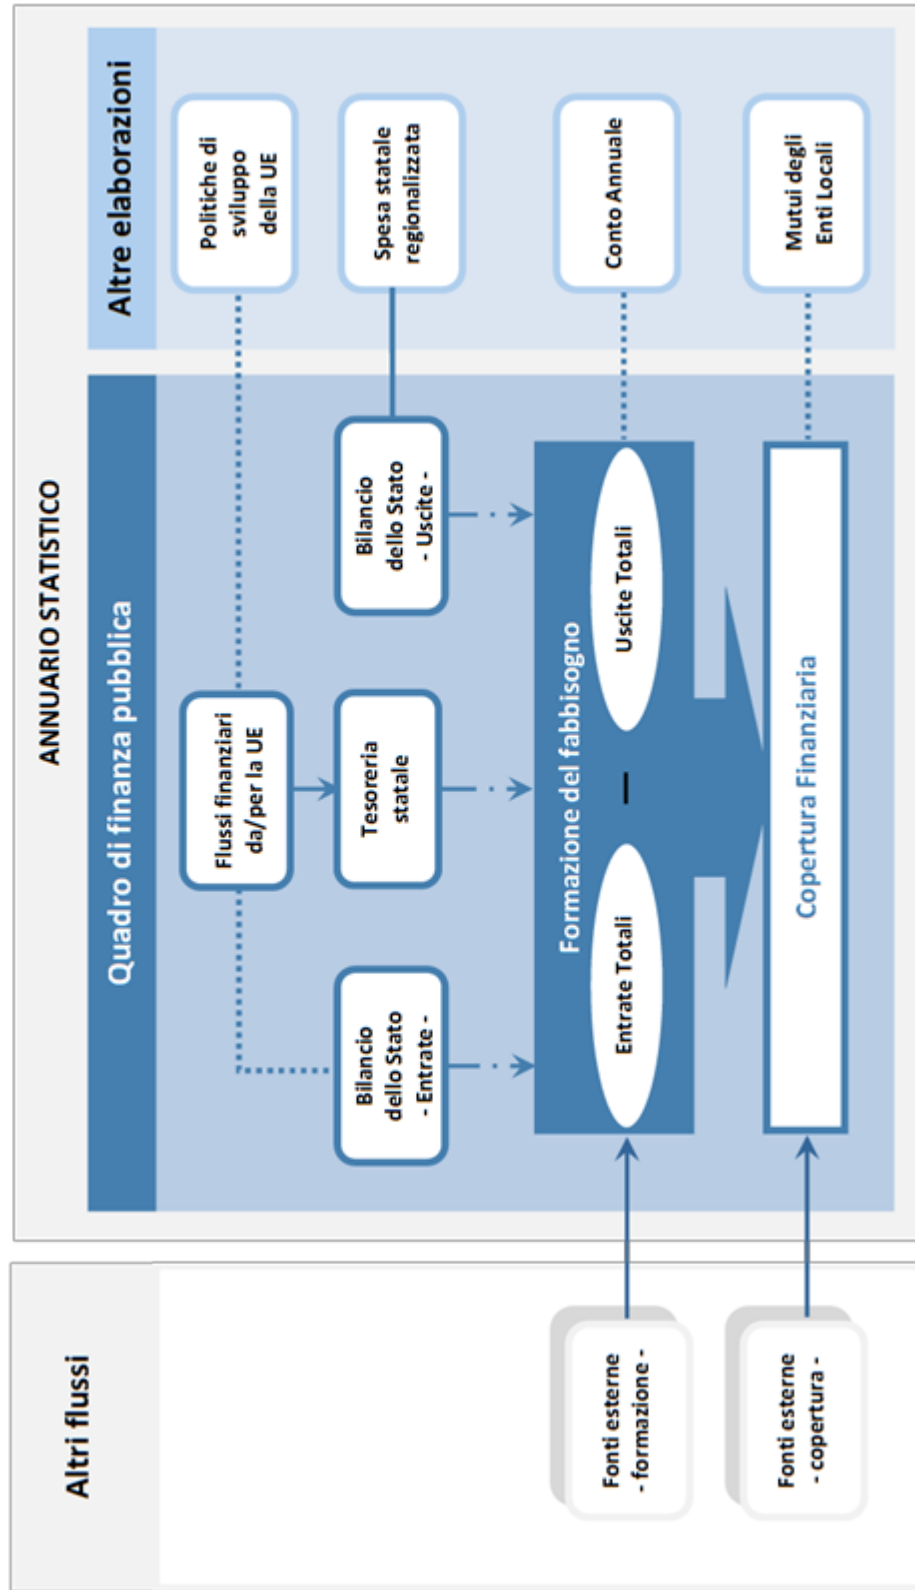 ANNUARIO STATISTICO
Altri flussi
Quadro di finanza pubblica
Altre elaborazioni
Flussi finanziari
da/per la UE
Politiche di
sviluppo
della UE
Bilancio
dello Stato
- Entrate -
Tesoreria
statale
Bilancio
dello Stato
- Uscite -
Spesa statale
regionalizzata
Formazione del fabbisogno
Fonti esterne
- formazione -
Entrate Totali
—
Uscite Totali
Conto Annuale
Fonti esterne
- copertura -
Copertura Finanziaria
Mutui degli
Enti Locali